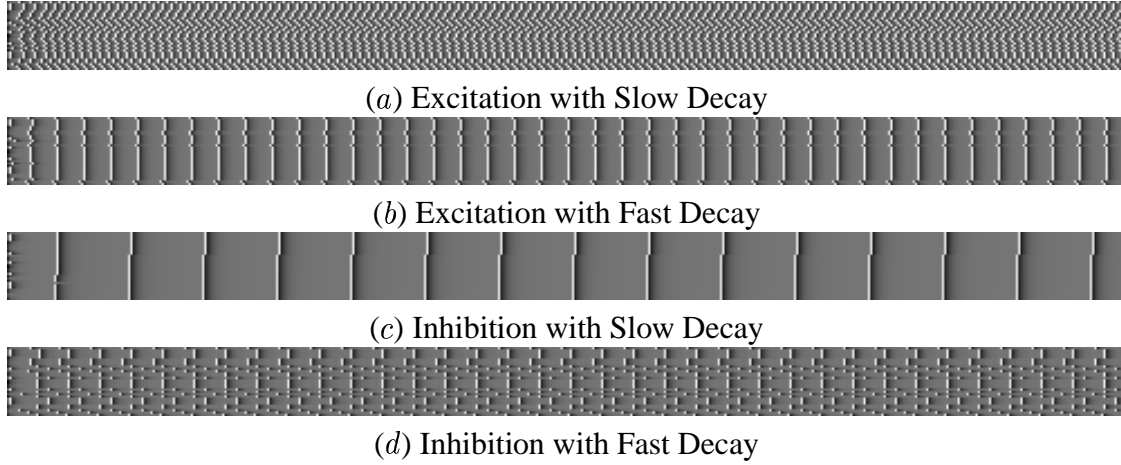 (a) Excitation with Slow Decay
(b) Excitation with Fast Decay
(c) Inhibition with Slow Decay
(d) Inhibition with Fast Decay